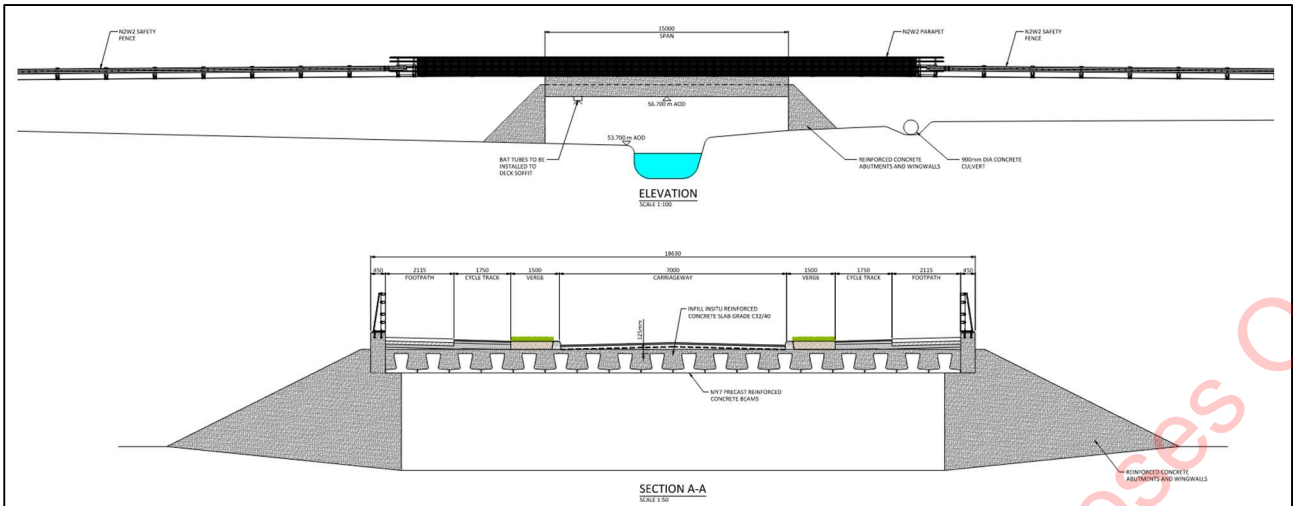 15000
SPAN
N2W2 SAFETY
FENCE
N2W2 PARAPET
N2W2 SAFETY
FENCE
56.700 m AOD
53.700 m AOD
BAT TUBES TO BE
INSTALLED TO
DECK SOFFIT
REINFORCED CONCRETE
ABUTMENTS AND WINGWALLS
900mm DIA CONCRETE
CULVERT
ELEVATION
SCALE 1:100
18630
450
2115
FOOTPATH
1750
CYCLE TRACK
1500
VERGE
7000
CARRIAGEWAY
1500
VERGE
1750
CYCLE TRACK
2115
FOOTPATH
450
INFILL INSITU REINFORCED
CONCRETE SLAB GRADE C32/40
MY7 PRECAST REINFORCED
CONCRETE BEAMS
REINFORCED CONCRETE
ABUTMENTS AND WINGWALLS
SECTION A-A
SCALE 1:50
oses O